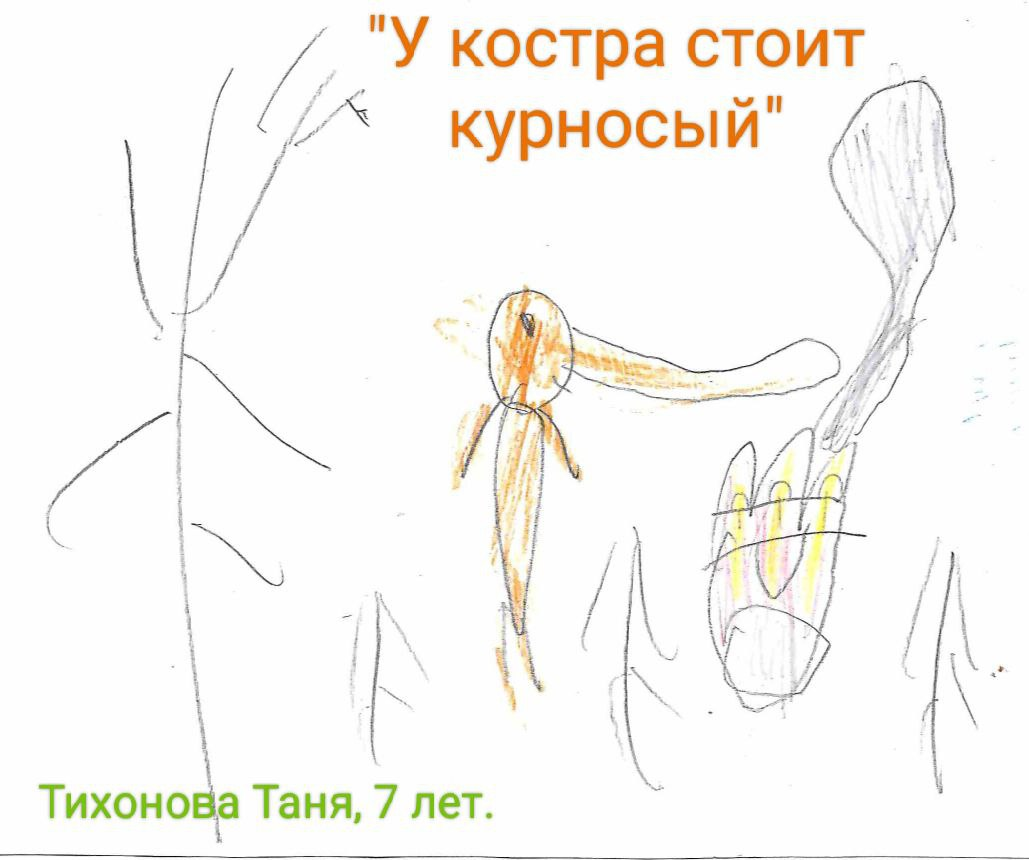 "У костра стоит
курносый"
Тихонова Таня, 7 лет.